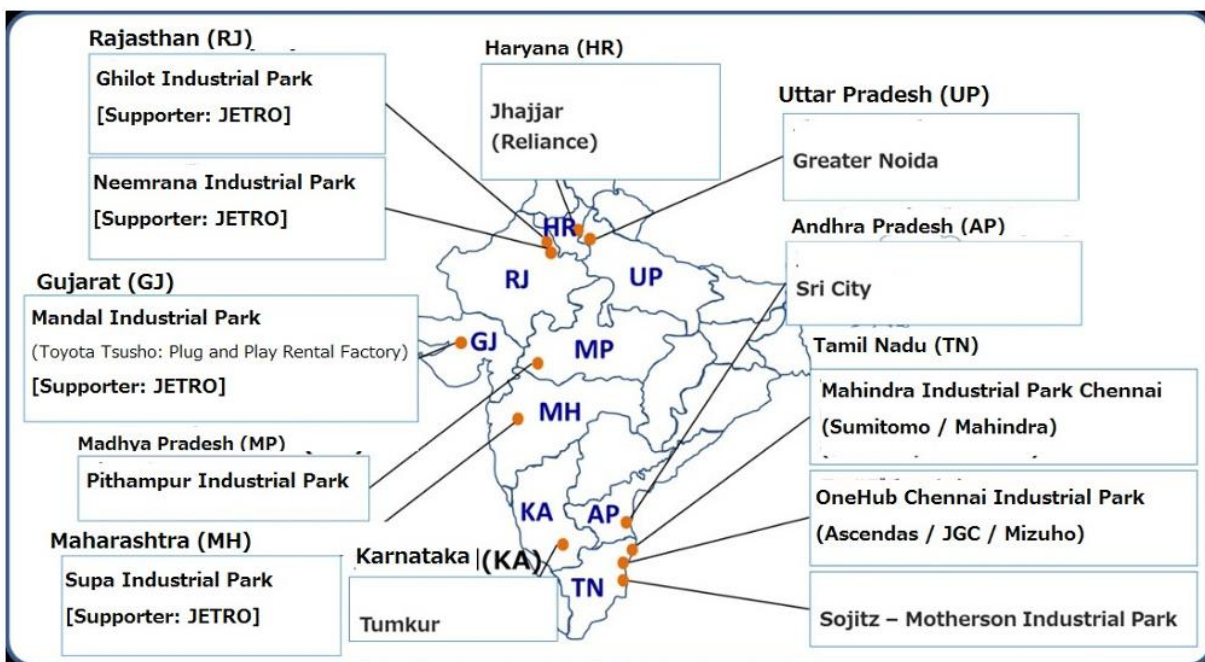 Rajasthan (RJ)
Ghilot Industrial Park
[Supporter: JETRO]
Neemrana Industrial Park
[Supporter: JETRO]
Gujarat (GJ)
Mandal Industrial Park
(Toyota Tsusho: Plug and Play Rental Factory)
[Supporter: JETRO]
Madhya Pradesh (MP)
Pithampur Industrial Park
Maharashtra (MH)
Supa Industrial Park
[Supporter: JETRO]
Karnataka (KA)
Tumkur
Haryana (HR)
Jhajjar
(Reliance)
Uttar Pradesh (UP)
Greater Noida
Andhra Pradesh (AP)
Sri City
Tamil Nadu (TN)
Mahindra Industrial Park Chennai
(Sumitomo / Mahindra)
OneHub Chennai Industrial Park
(Ascendas / JGC / Mizuho)
Sojitz – Motherson Industrial Park
HR
RJ
UP
GJ
MP
MH
KA
AP
TN